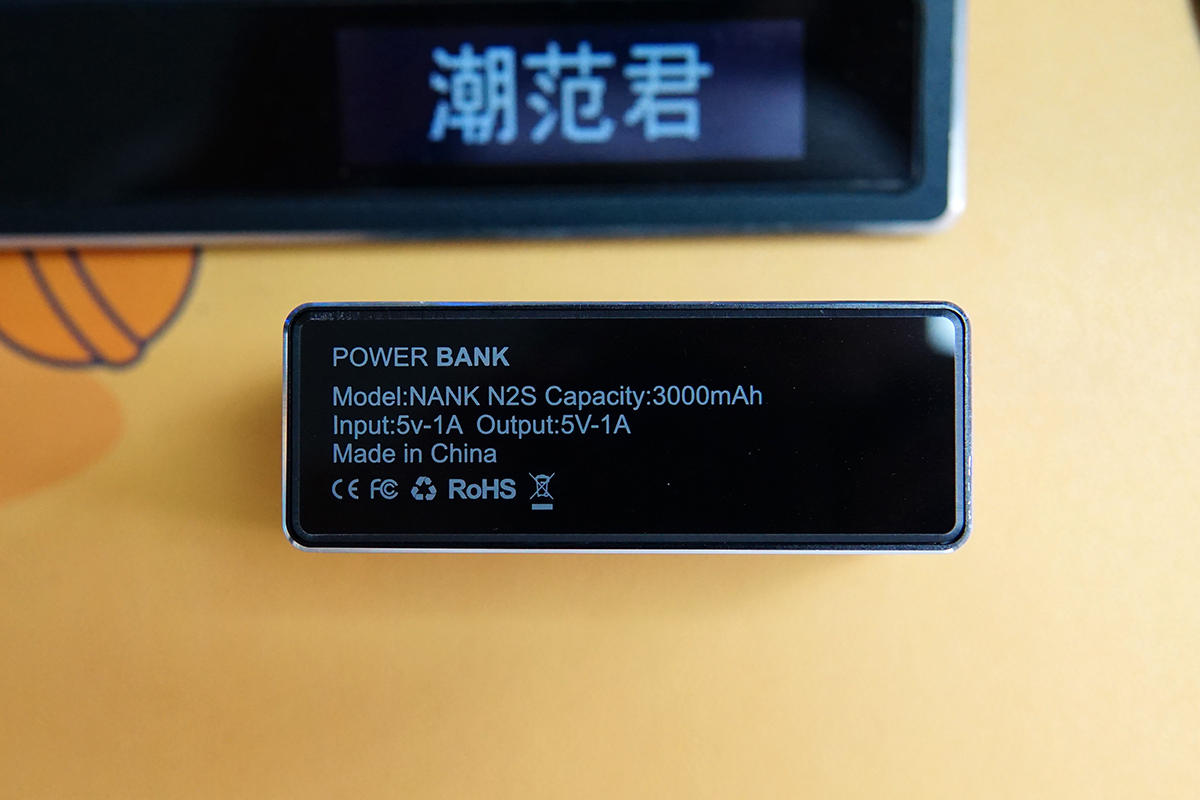 潮范君
POWER BANK
Model:NANK N2S Capacity:3000mAh
Input:5v-1A Output:5V-1A
Made in China
CE FC RoHS